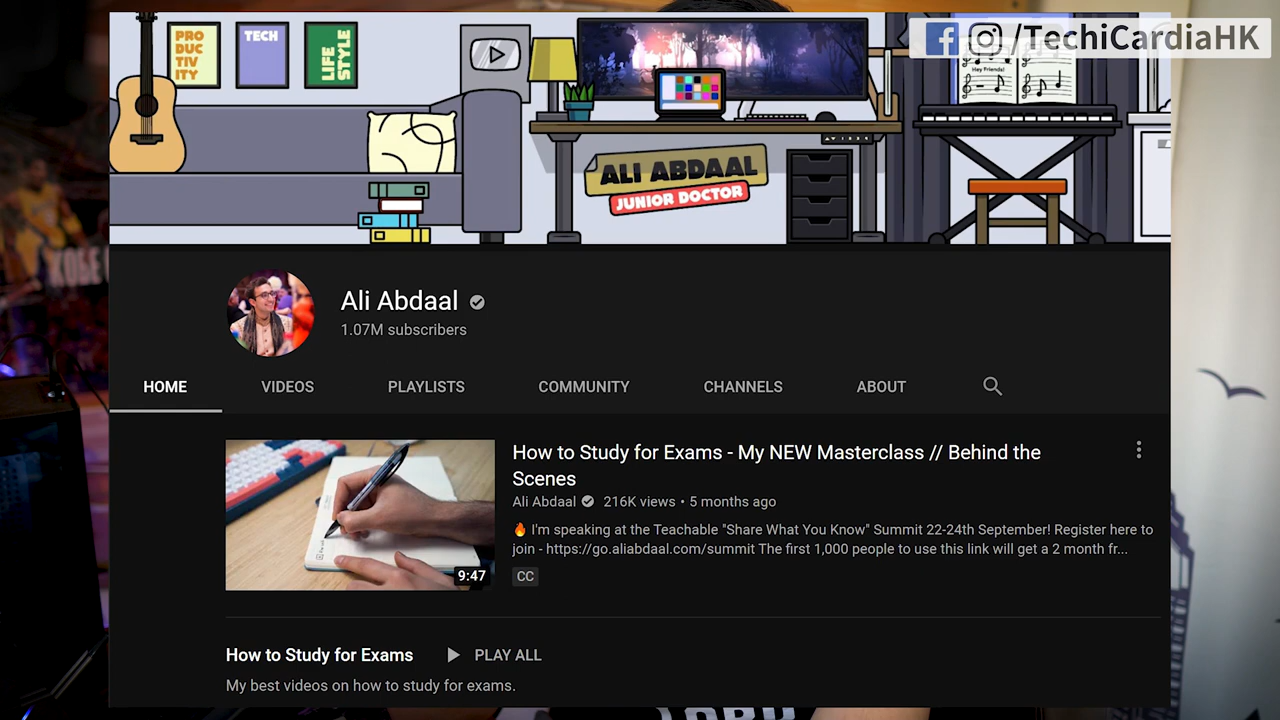 PRO
DUC
TIV
ITY
TECH
LIFE
STYLE
Hey Friends!
/TechiCardiaHK
ALI ABDAAL
JUNIOR DOCTOR
Ali Abdaal
1.07M subscribers
HOME VIDEOS PLAYLISTS COMMUNITY CHANNELS ABOUT
How to Study for Exams - My NEW Masterclass // Behind the
Scenes
Ali Abdaal 216K views • 5 months ago
🔥 I'm speaking at the Teachable "Share What You Know" Summit 22-24th September! Register here to
join - https://go.aliabdaal.com/summit The first 1,000 people to use this link will get a 2 month fr...
9:47
CC
How to Study for Exams PLAY ALL
My best videos on how to study for exams.
KOBE